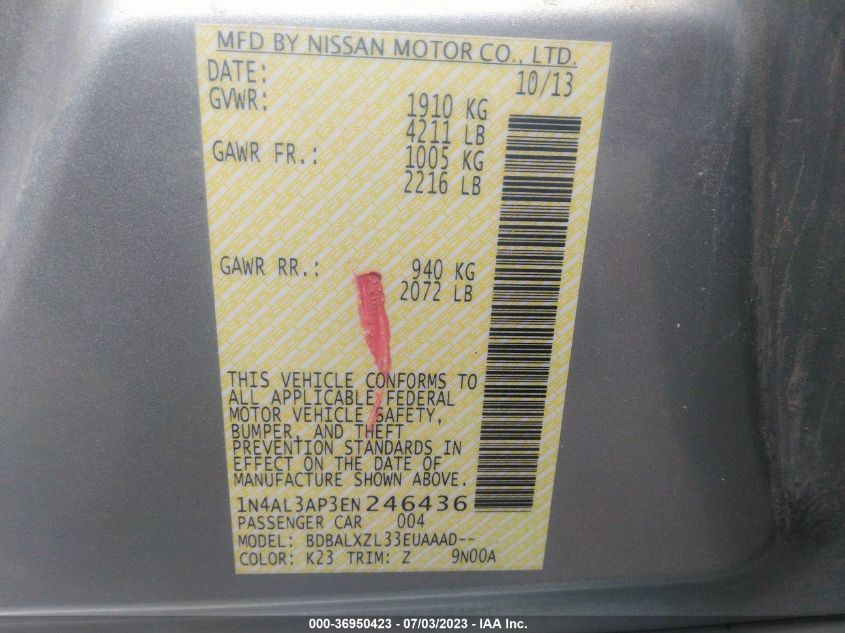 MFD BY NISSAN MOTOR CO., LTD.
DATE: 10/13
GVWR: 1910 KG
4211 LB
GAWR FR.: 1005 KG
2216 LB
GAWR RR.: 940 KG
2072 LB
THIS VEHICLE CONFORMS TO
ALL APPLICABLE FEDERAL
MOTOR VEHICLE SAFETY,
BUMPER, AND THEFT
PREVENTION STANDARDS IN
EFFECT ON THE DATE OF
MANUFACTURE SHOWN ABOVE.
1N4AL3AP3EN246436
PASSENGER CAR 004
MODEL: BDBALXZL33EUAAAD--
COLOR: K23 TRIM: Z 9N00A
000-36950423 - 07/03/2023 - IAA Inc.